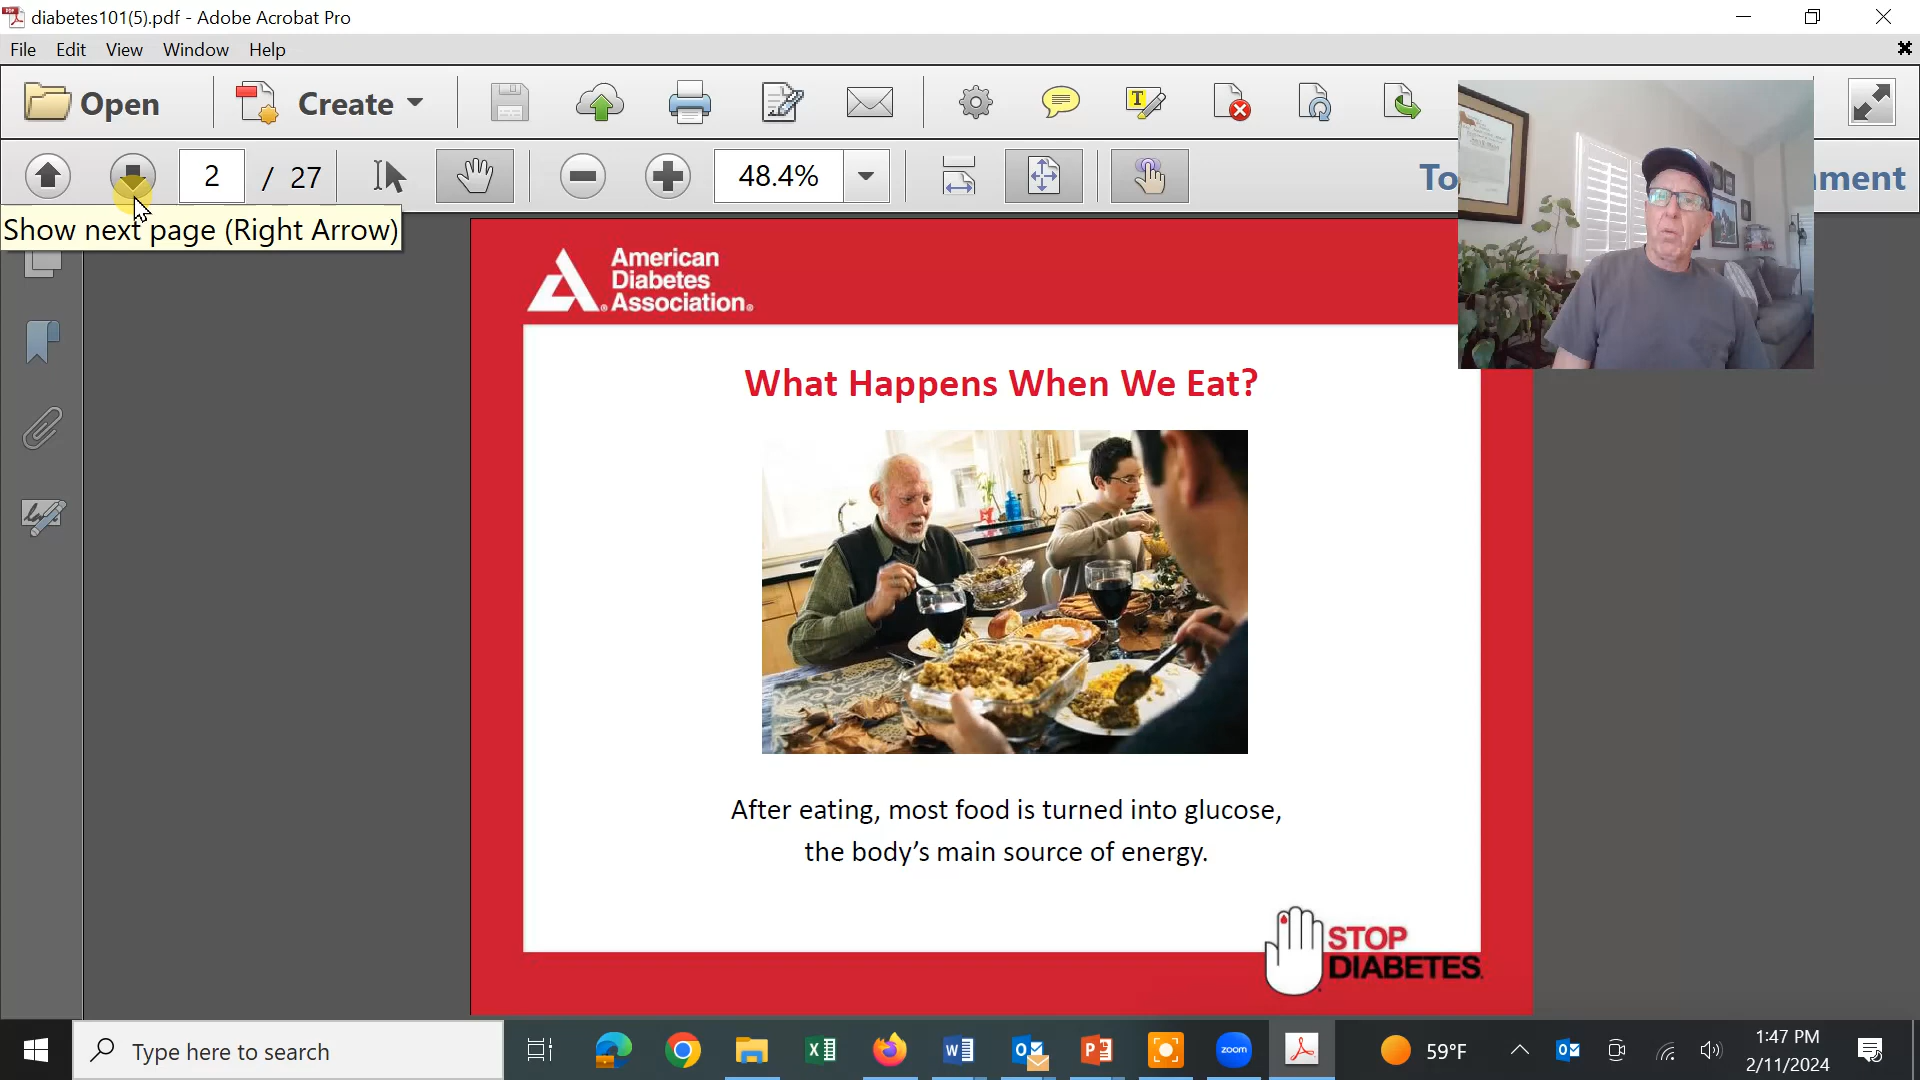 diabetes101(5).pdf - Adobe Acrobat Pro
File Edit View Window Help
Open Create
2 / 27 48.4% To ment
Show next page (Right Arrow)
American
Diabetes
Association®
What Happens When We Eat?
After eating, most food is turned into glucose,
the body's main source of energy.
STOP
DIABETES
Type here to search
zoom
59°F
1:47 PM
2/11/2024